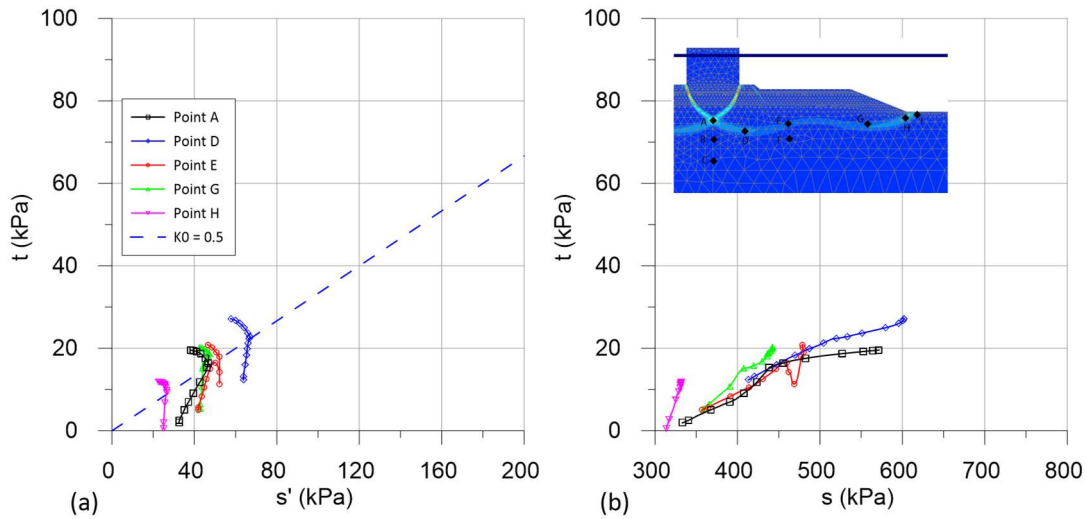 100
80
60
40
20
0
t (kPa)
Point A
Point D
Point E
Point G
Point H
K0 = 0.5
0
40
80
120
160
200
s' (kPa)
(a)
100
80
60
40
20
0
t (kPa)
A
B
C
D
E
F
G
H
I
300
400
500
600
700
800
s (kPa)
(b)